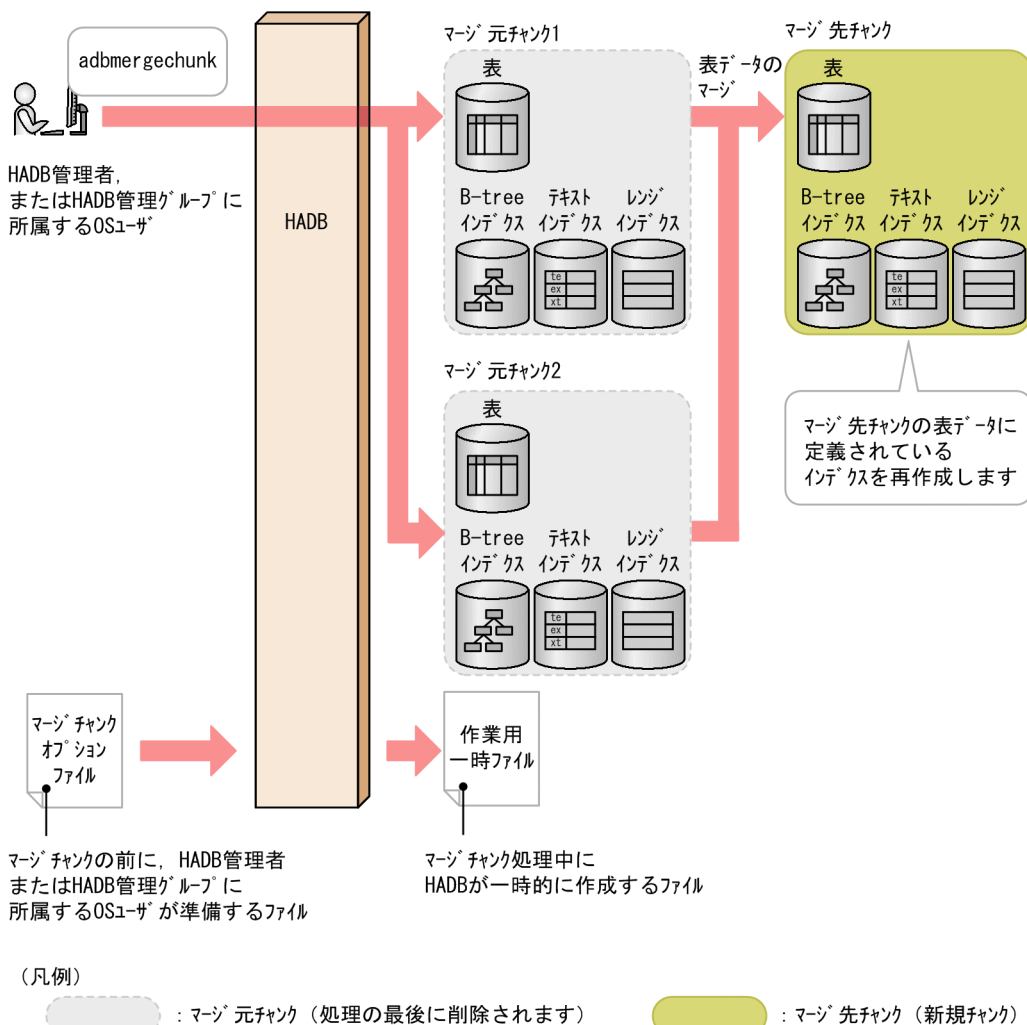 adbmergechunk
HADB管理者,
またはHADB管理ｸﾞﾙｰﾌﾟに
所属するOSﾕｰｻﾞ
HADB
ﾏｰｼﾞ元ﾁｬﾝｸ1
表
B-tree
ｲﾝﾃﾞｸｽ
ﾃｷｽﾄ
ｲﾝﾃﾞｸｽ
ﾚﾝｼﾞ
ｲﾝﾃﾞｸｽ
te
ex
xt
表ﾃﾞｰﾀの
ﾏｰｼﾞ
ﾏｰｼﾞ先ﾁｬﾝｸ
表
B-tree
ｲﾝﾃﾞｸｽ
ﾃｷｽﾄ
ｲﾝﾃﾞｸｽ
ﾚﾝｼﾞ
ｲﾝﾃﾞｸｽ
te
ex
xt
ﾏｰｼﾞ先ﾁｬﾝｸの表ﾃﾞｰﾀに
定義されている
ｲﾝﾃﾞｸｽを再作成します
ﾏｰｼﾞ元ﾁｬﾝｸ2
表
B-tree
ｲﾝﾃﾞｸｽ
ﾃｷｽﾄ
ｲﾝﾃﾞｸｽ
ﾚﾝｼﾞ
ｲﾝﾃﾞｸｽ
te
ex
xt
ﾏｰｼﾞﾁｬﾝｸ
ｵﾌﾟｼｮﾝ
ﾌｧｲﾙ
作業用
一時ﾌｧｲﾙ
ﾏｰｼﾞﾁｬﾝｸの前に, HADB管理者
またはHADB管理ｸﾞﾙｰﾌﾟに
所属するOSﾕｰｻﾞが準備するﾌｧｲﾙ
ﾏｰｼﾞﾁｬﾝｸ処理中に
HADBが一時的に作成するﾌｧｲﾙ
（凡例）
：ﾏｰｼﾞ元ﾁｬﾝｸ（処理の最後に削除されます）
：ﾏｰｼﾞ先ﾁｬﾝｸ（新規ﾁｬﾝｸ）